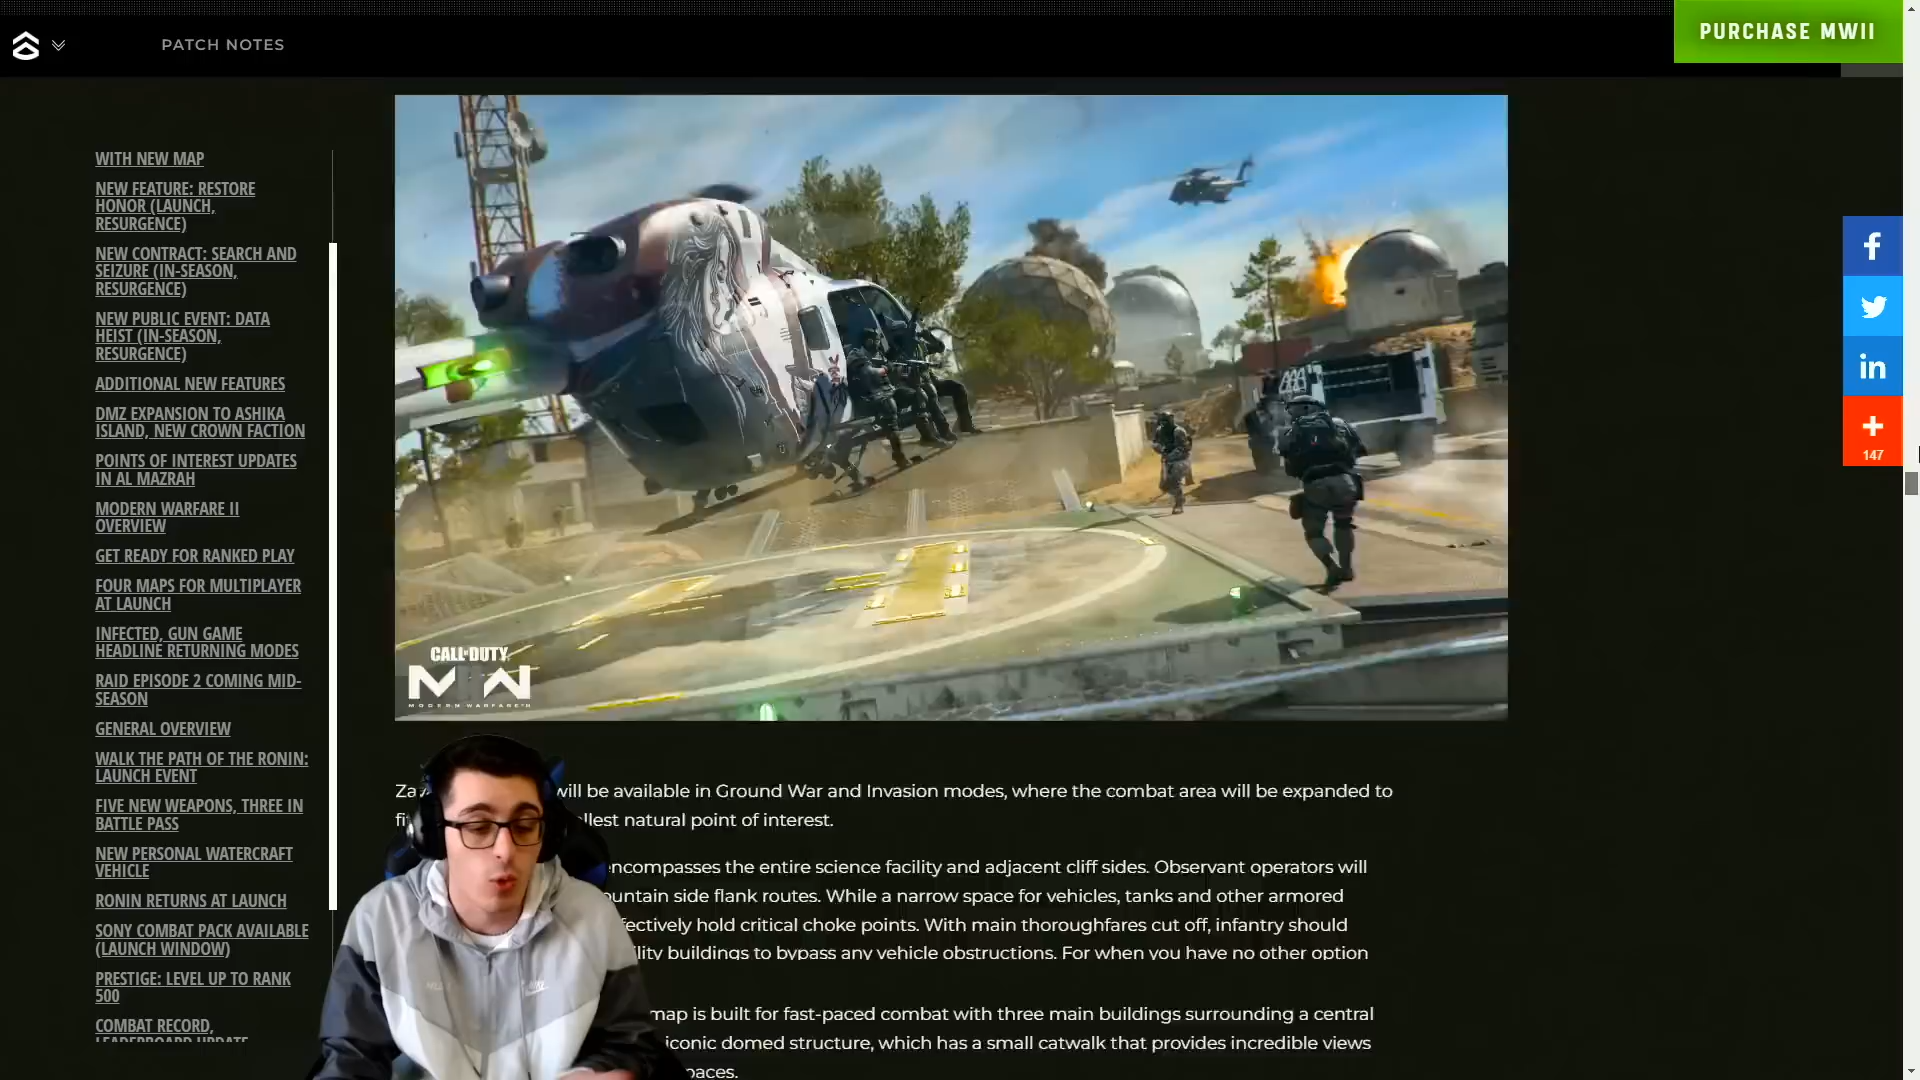 PATCH NOTES
PURCHASE MWII
WITH NEW MAP
NEW FEATURE: RESTORE
HONOR (LAUNCH,
RESURGENCE)
NEW CONTRACT: SEARCH AND
SEIZURE (IN-SEASON,
RESURGENCE)
NEW PUBLIC EVENT: DATA
HEIST (IN-SEASON,
RESURGENCE)
ADDITIONAL NEW FEATURES
DMZ EXPANSION TO ASHIKA
ISLAND, NEW CROWN FACTION
POINTS OF INTEREST UPDATES
IN AL MAZRAH
MODERN WARFARE II
OVERVIEW
GET READY FOR RANKED PLAY
FOUR MAPS FOR MULTIPLAYER
AT LAUNCH
INFECTED, GUN GAME
HEADLINE RETURNING MODES
RAID EPISODE 2 COMING MID-
SEASON
GENERAL OVERVIEW
WALK THE PATH OF THE RONIN:
LAUNCH EVENT
FIVE NEW WEAPONS, THREE IN
BATTLE PASS
NEW PERSONAL WATERCRAFT
VEHICLE
RONIN RETURNS AT LAUNCH
SONY COMBAT PACK AVAILABLE
(LAUNCH WINDOW)
PRESTIGE: LEVEL UP TO RANK
500
COMBAT RECORD,
LEADERBOARD UPDATE
CALL OF DUTY
MWII
MODERN WARFARE II
will be available in Ground War and Invasion modes, where the combat area will be expanded to
natural point of interest.
encompasses the entire science facility and adjacent cliff sides. Observant operators will
side flank routes. While a narrow space for vehicles, tanks and other armored
hold critical choke points. With main thoroughfares cut off, infantry should
buildings to bypass any vehicle obstructions. For when you have no other option
map is built for fast-paced combat with three main buildings surrounding a central
iconic domed structure, which has a small catwalk that provides incredible views
f
in
147